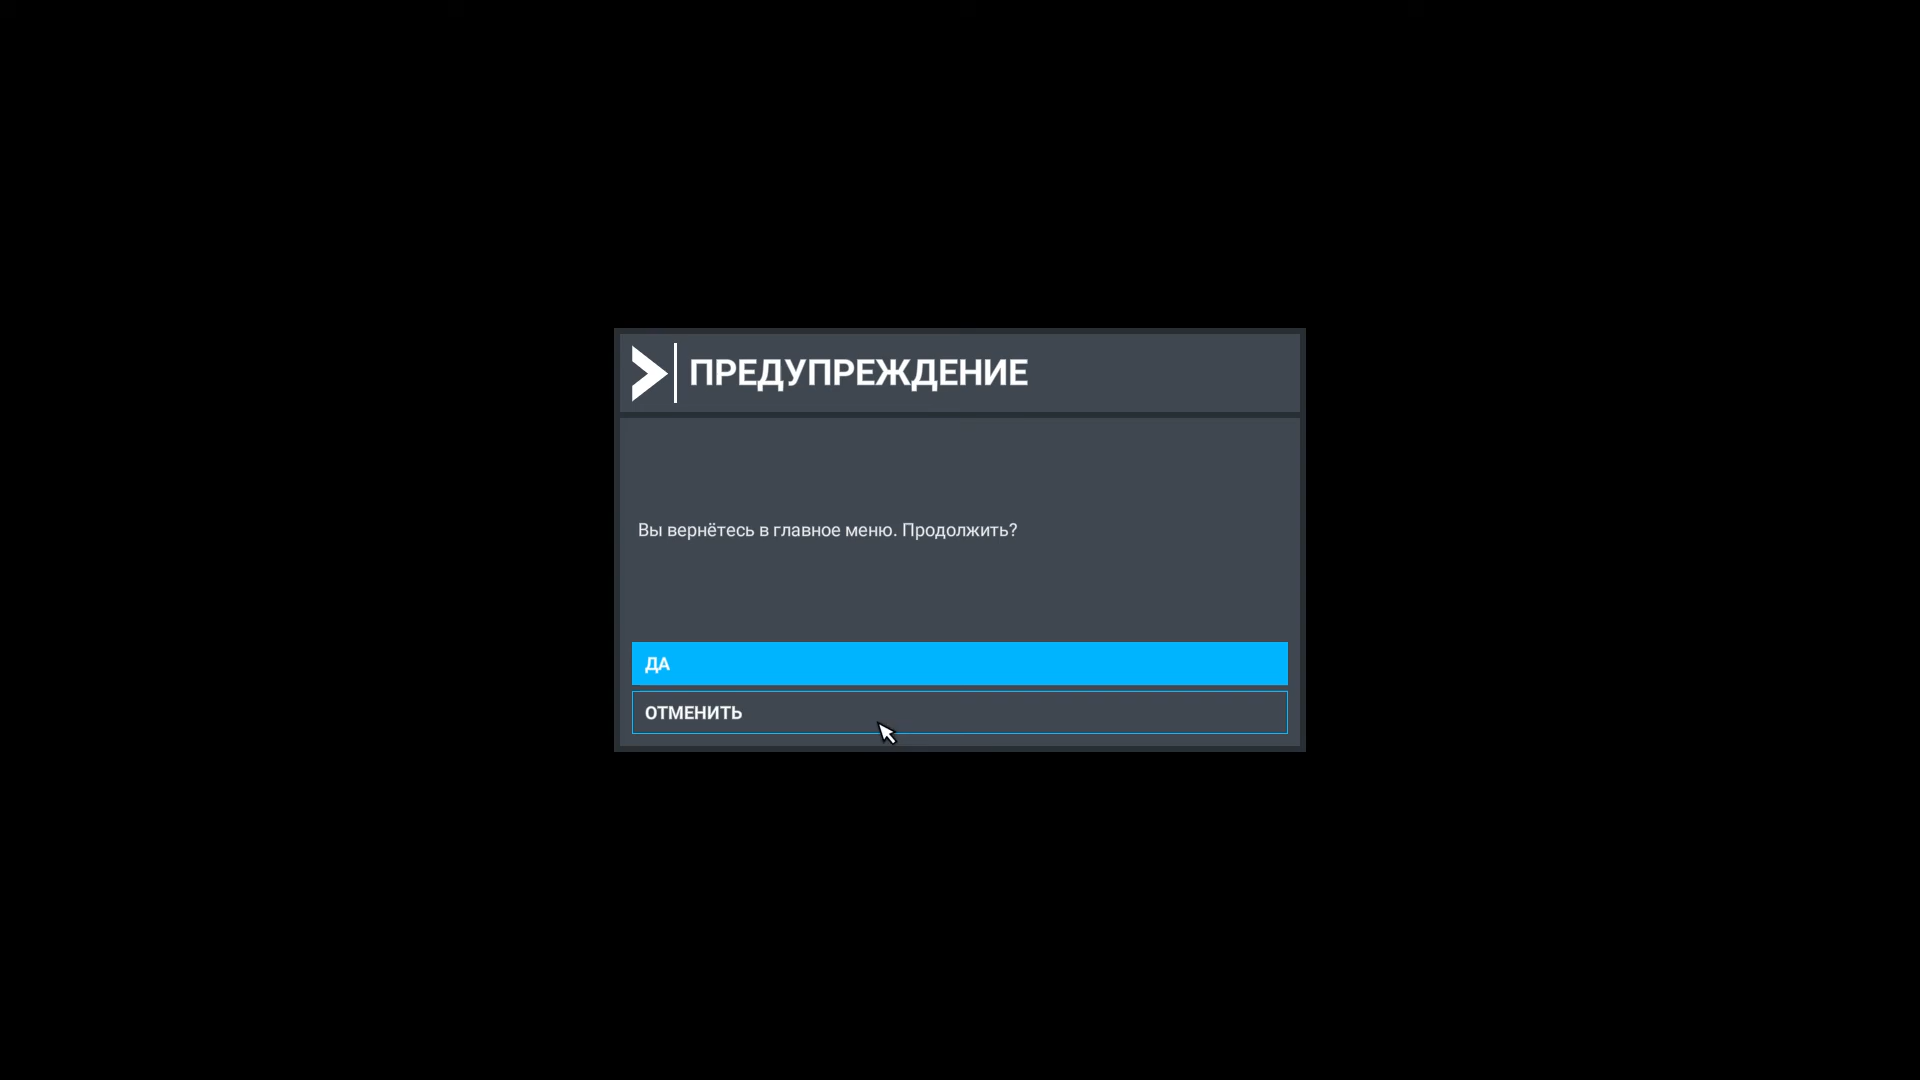 ПРЕДУПРЕЖДЕНИЕ
Вы вернётесь в главное меню. Продолжить?
ДА
ОТМЕНИТЬ